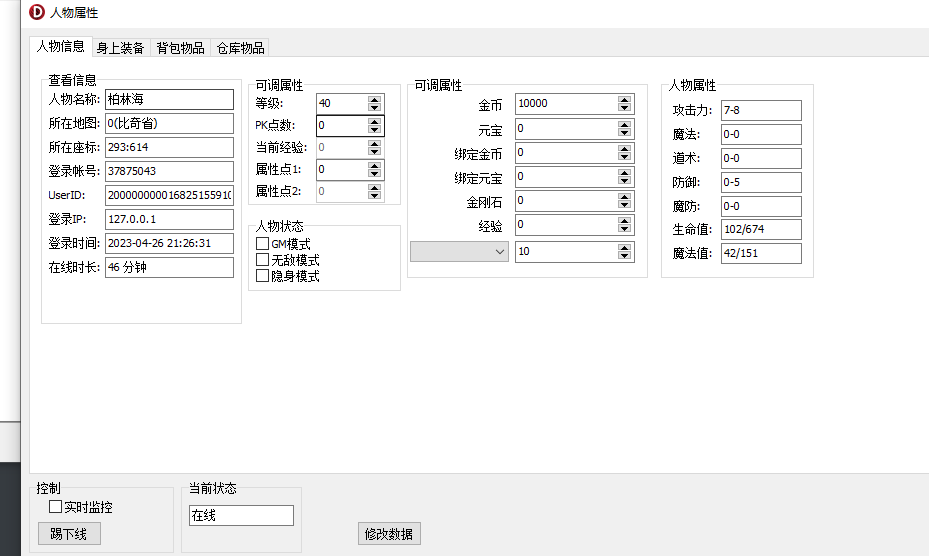 人物属性
人物信息 身上装备 背包物品 仓库物品
查看信息
人物名称: 柏林海
所在地图: 0(比奇省)
所在座标: 293:614
登录帐号: 37875043
UserID: 20000000001682515591
登录IP: 127.0.0.1
登录时间: 2023-04-26 21:26:31
在线时长: 46 分钟
可调属性
等级: 40
PK点数: 0
当前经验: 0
属性点1: 0
属性点2: 0
人物状态
GM模式
无敌模式
隐身模式
可调属性
金币 10000
元宝 0
绑定金币 0
绑定元宝 0
金刚石 0
经验 0
10
人物属性
攻击力: 7-8
魔法: 0-0
道术: 0-0
防御: 0-5
魔防: 0-0
生命值: 102/674
魔法值: 42/151
控制
实时监控
踢下线
当前状态
在线
修改数据